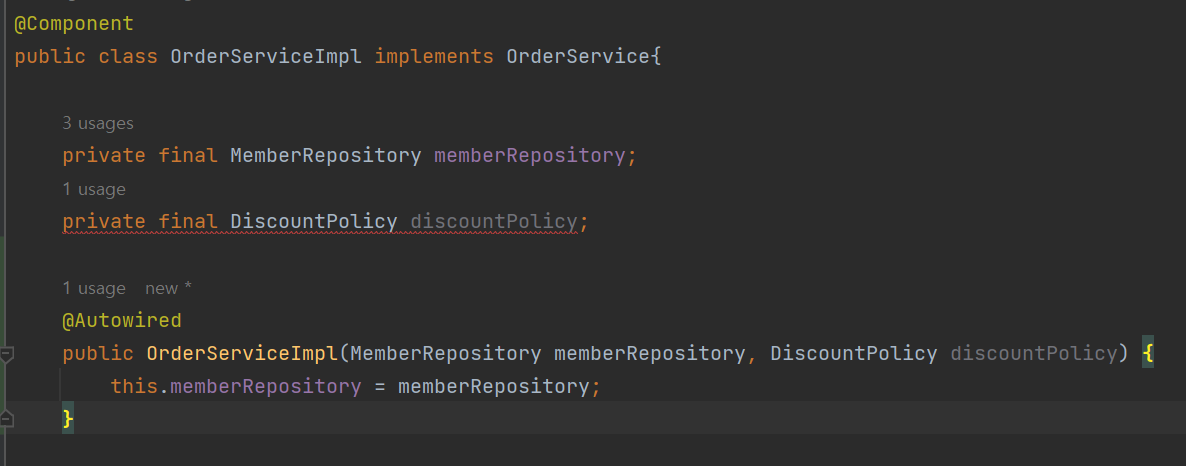 @Component
public class OrderServiceImpl implements OrderService{
3 usages
private final MemberRepository memberRepository;
1 usage
private final DiscountPolicy discountPolicy;
1 usage new *
@Autowired
public OrderServiceImpl(MemberRepository memberRepository, DiscountPolicy discountPolicy) {
this.memberRepository = memberRepository;
}